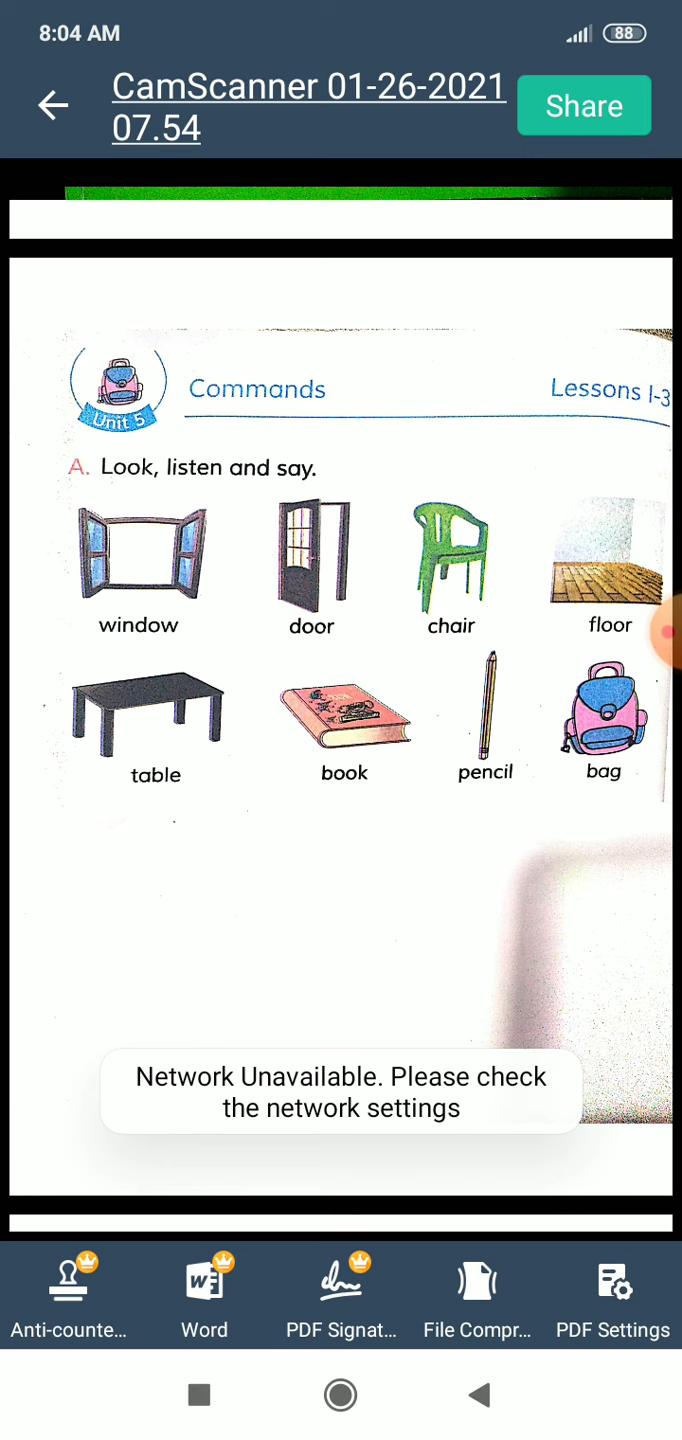 8:04 AM
88
CamScanner 01-26-2021
07.54
Share
Unit 5
Commands
Lessons 1-3
A. Look, listen and say.
window door chair floor
table book pencil bag
Network Unavailable. Please check
the network settings
Anti-counte... Word PDF Signat... File Compr... PDF Settings